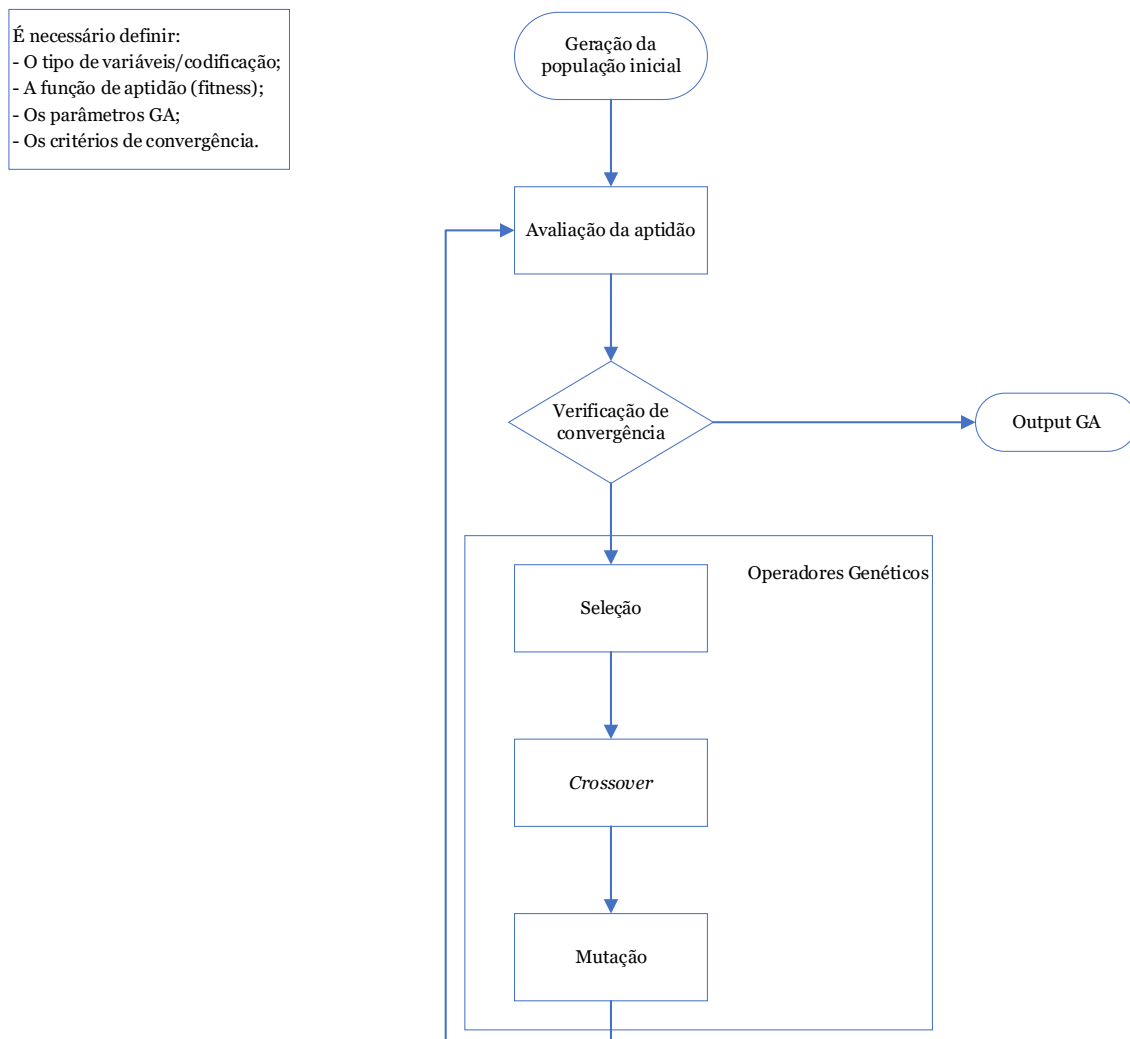 É necessário definir:
- O tipo de variáveis/codificação;
- A função de aptidão (fitness);
- Os parâmetros GA;
- Os critérios de convergência.
Geração da
população inicial
Avaliação da aptidão
Verificação de
convergência
Output GA
Operadores Genéticos
Seleção
Crossover
Mutação